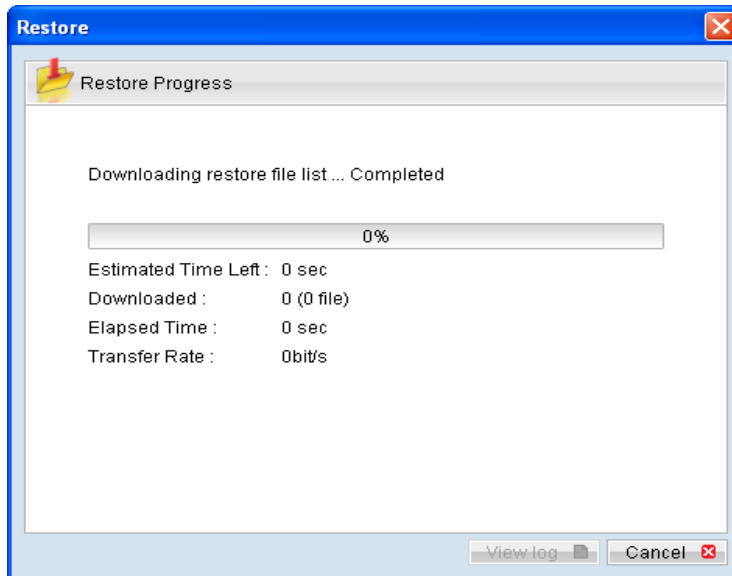 Restore
Restore Progress
Downloading restore file list ... Completed
0%
Estimated Time Left : 0 sec
Downloaded : 0 (0 file)
Elapsed Time : 0 sec
Transfer Rate : 0bit/s
View log Cancel